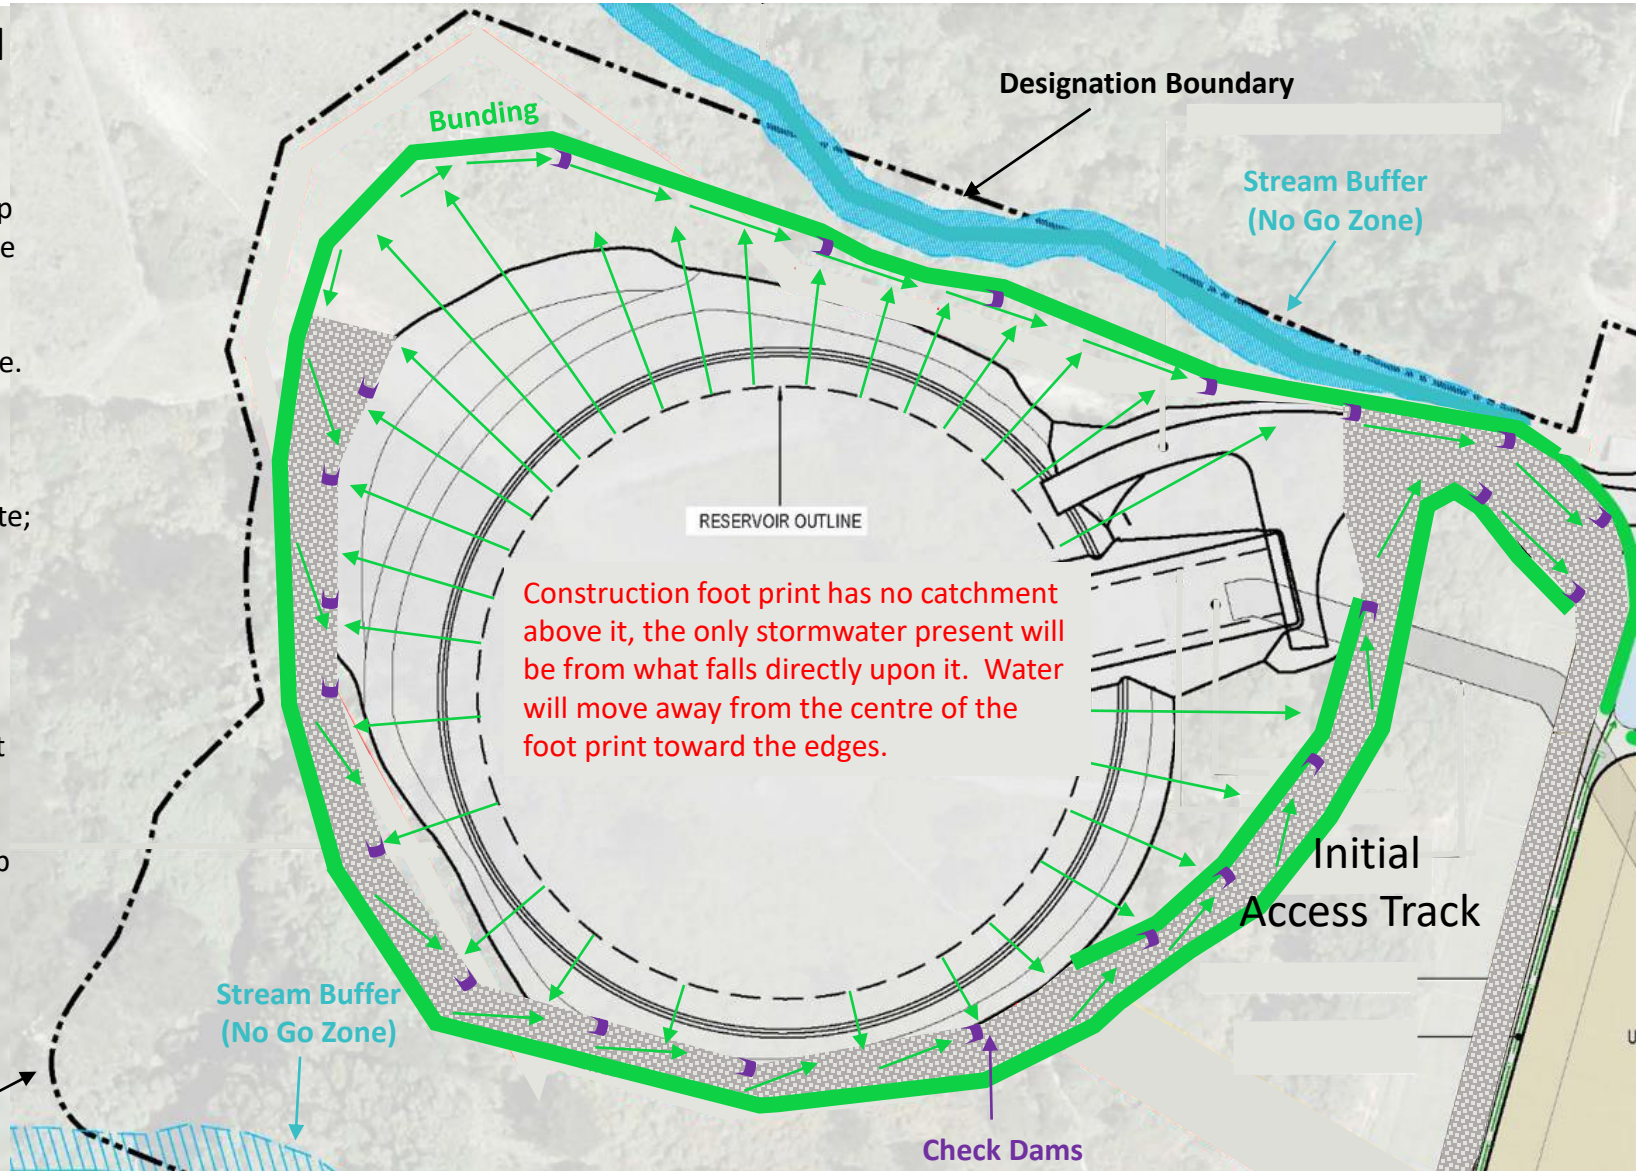 Designation Boundary
Bunding
Stream Buffer
(No Go Zone)
p
e
e.
te;
RESERVOIR OUTLINE
Construction foot print has no catchment
above it, the only stormwater present will
be from what falls directly upon it. Water
will move away from the centre of the
foot print toward the edges.
t
Initial
Access Track
Stream Buffer
(No Go Zone)
Check Dams